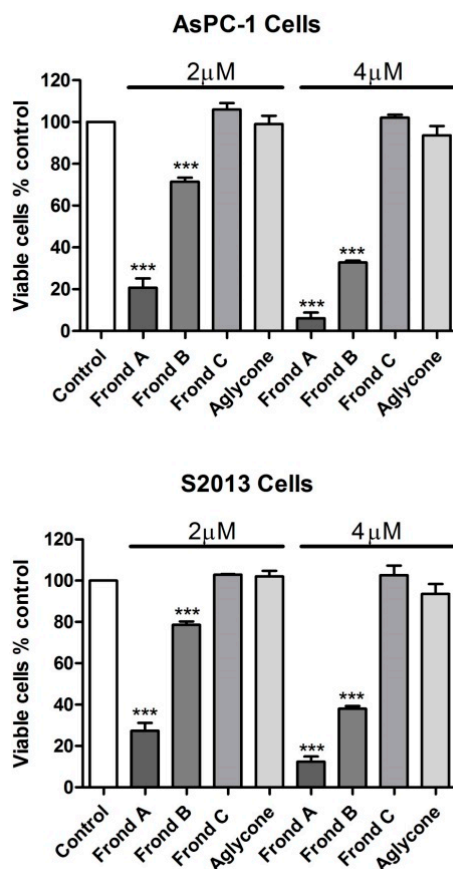 AsPC-1 Cells
2μM 4μM
Viable cells % control
120
100
80
60
40
20
0
*** *** *** ***
Control Frond A Frond B Frond C Aglycone Frond A Frond B Frond C Aglycone
S2013 Cells
2μM 4μM
Viable cells % control
120
100
80
60
40
20
0
*** *** *** ***
Control Frond A Frond B Frond C Aglycone Frond A Frond B Frond C Aglycone